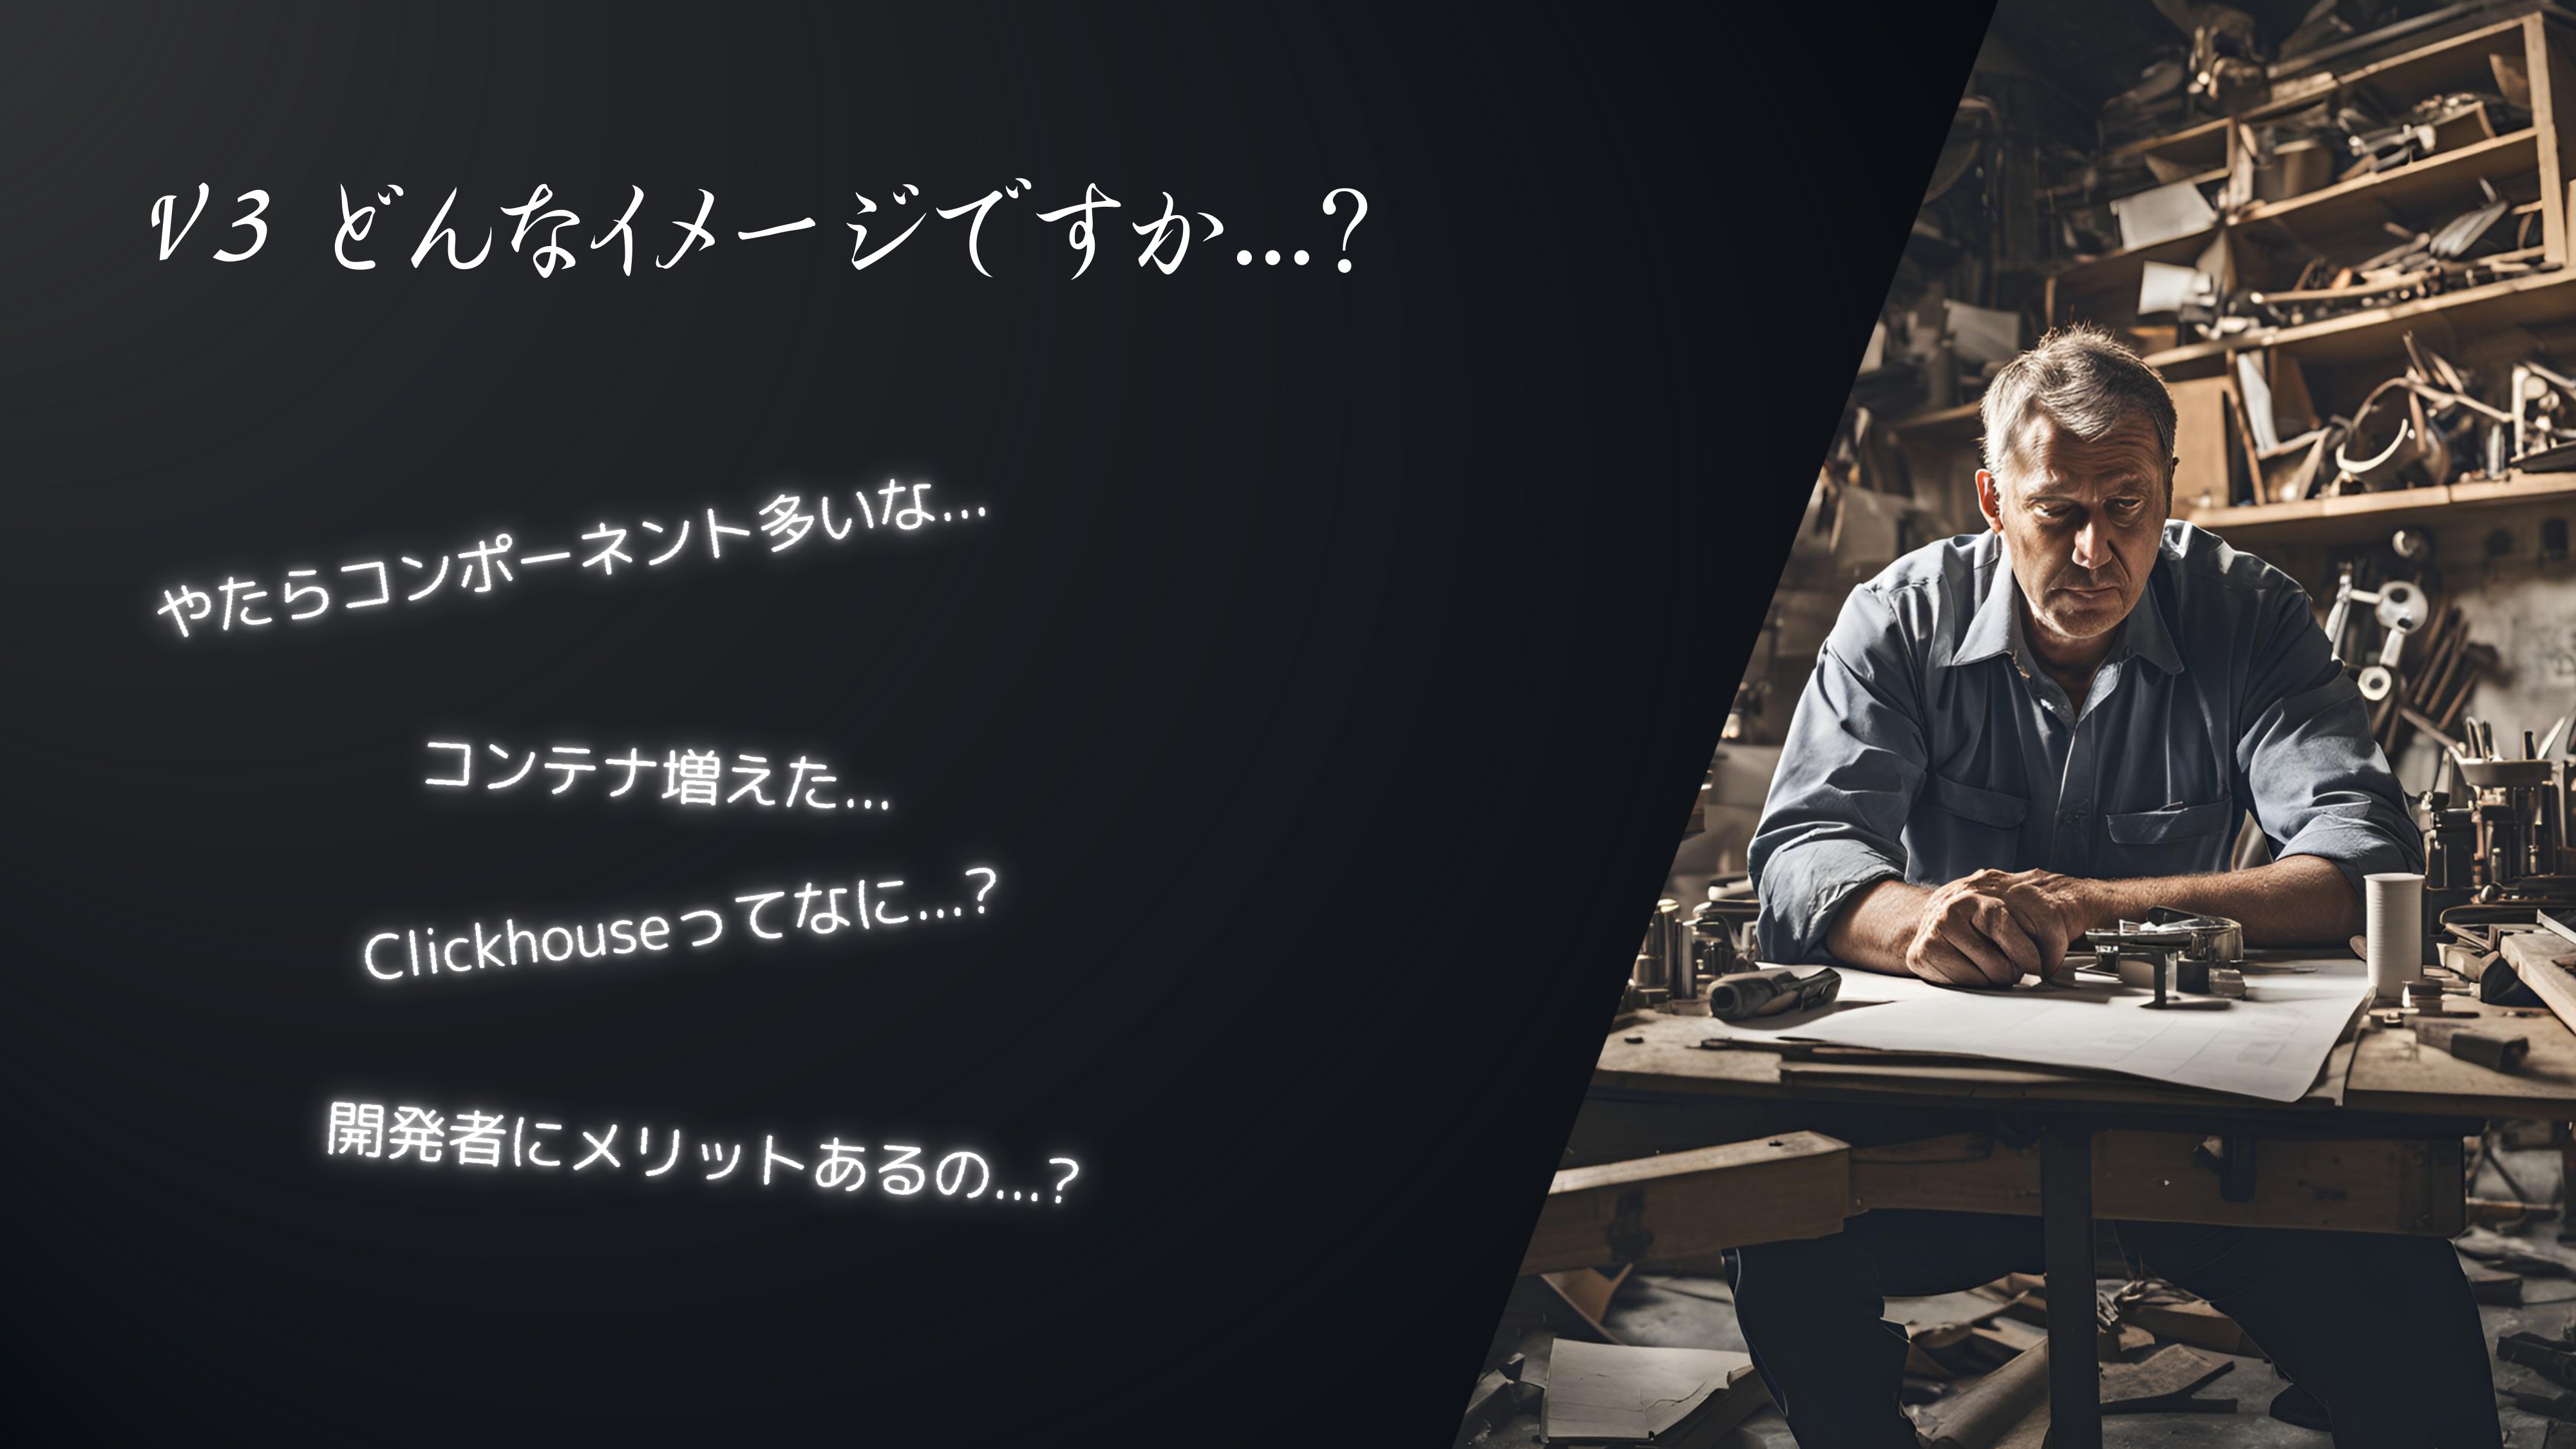 V3 どんなイメージですか...?
やたらコンポーネント多いな...
コンテナ増えた...
Clickhouseってなに...?
開発者にメリットあるの...?